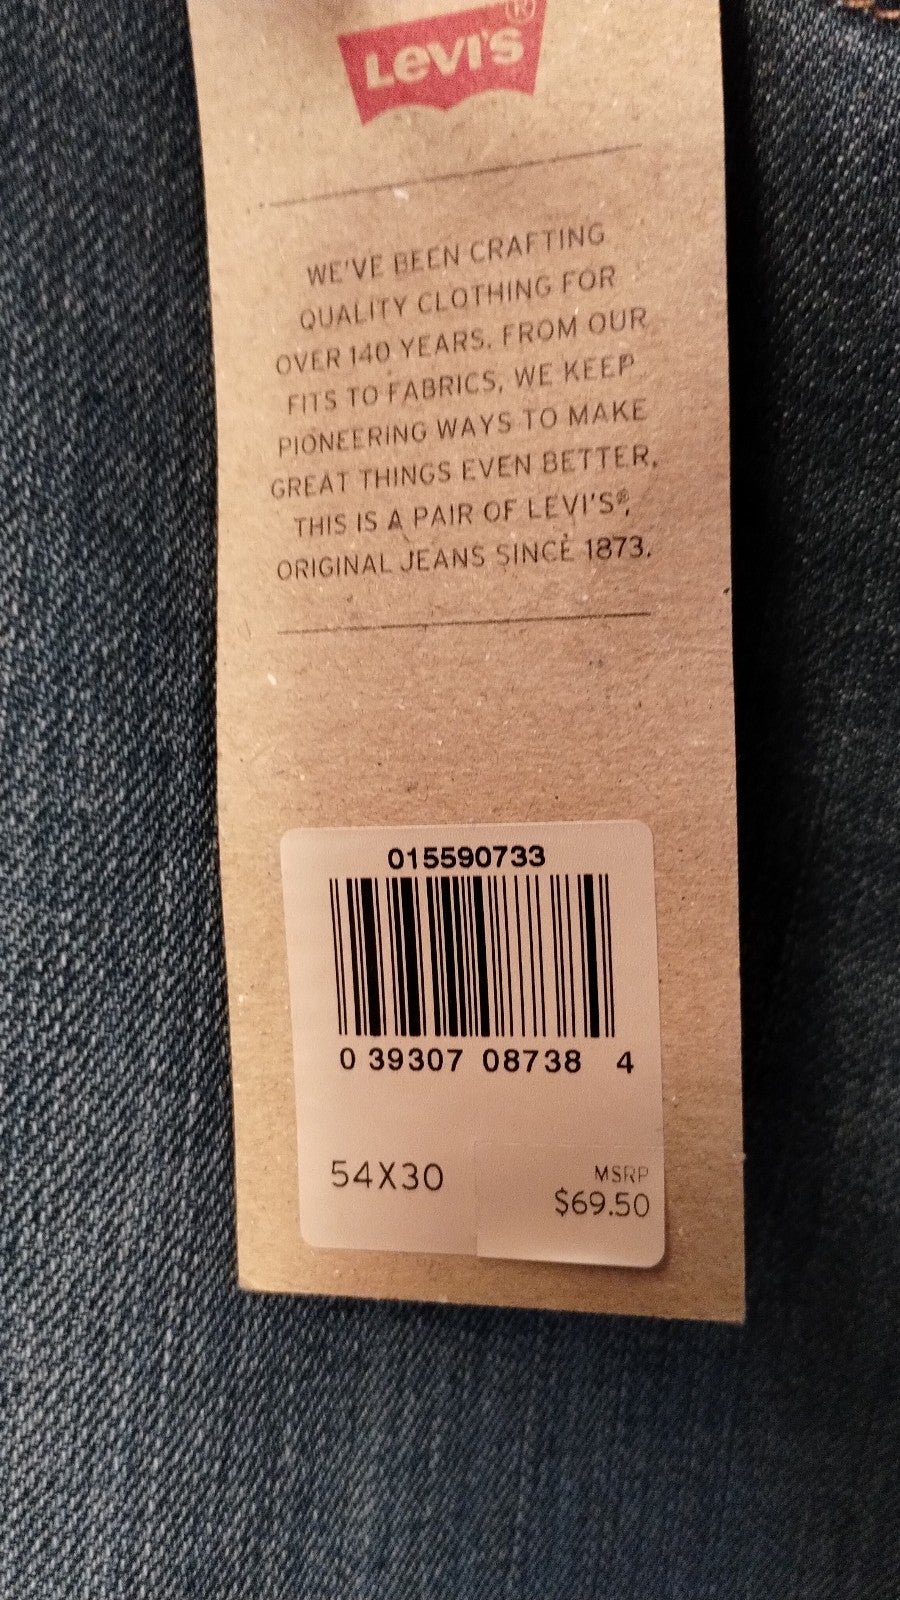 LEVI'S®
WE'VE BEEN CRAFTING
QUALITY CLOTHING FOR
OVER 140 YEARS. FROM OUR
FITS TO FABRICS, WE KEEP
PIONEERING WAYS TO MAKE
GREAT THINGS EVEN BETTER.
THIS IS A PAIR OF LEVI'S®,
ORIGINAL JEANS SINCE 1873.
015590733
0 39307 08738 4
54X30
MSRP
$69.50